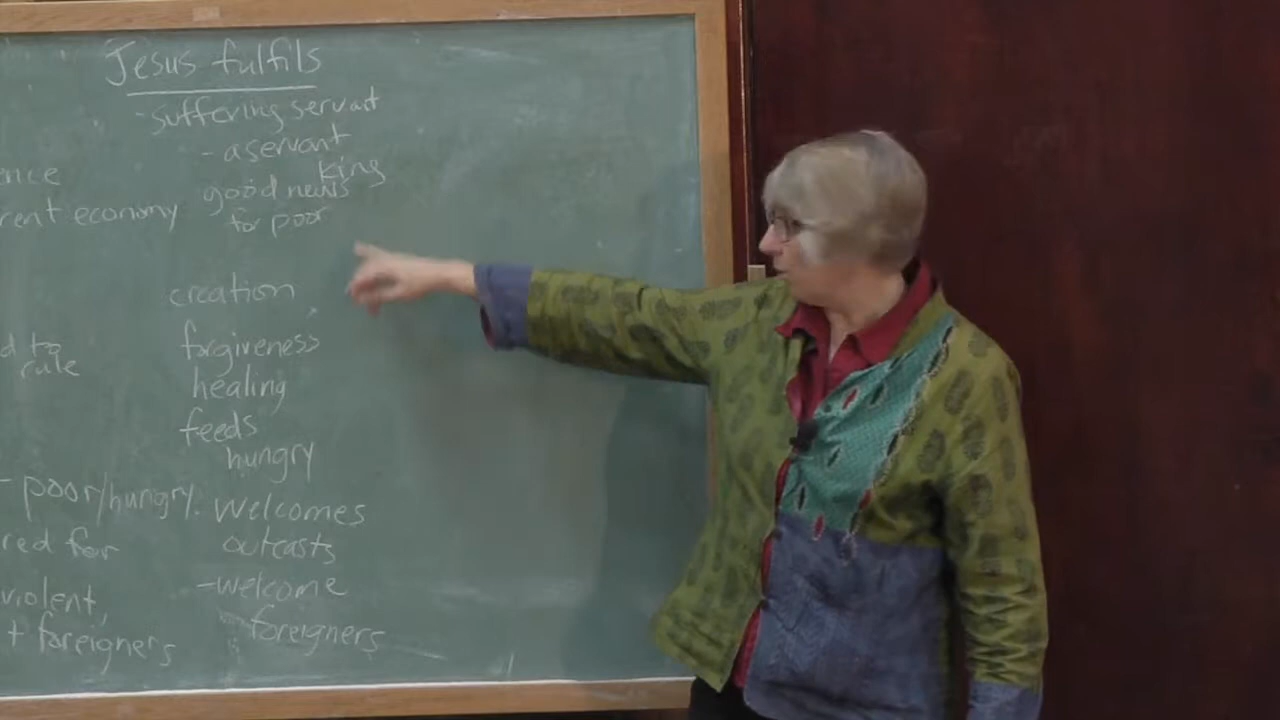 Jesus fulfils
- suffering servant
- a servant
king
ence
good news
rent economy
for poor
creation
forgiveness
d to
rule
healing
feeds
hungry
- poor/hungry.
welcomes
red for
outcasts
violent,
- welcome
+ foreigners
foreigners